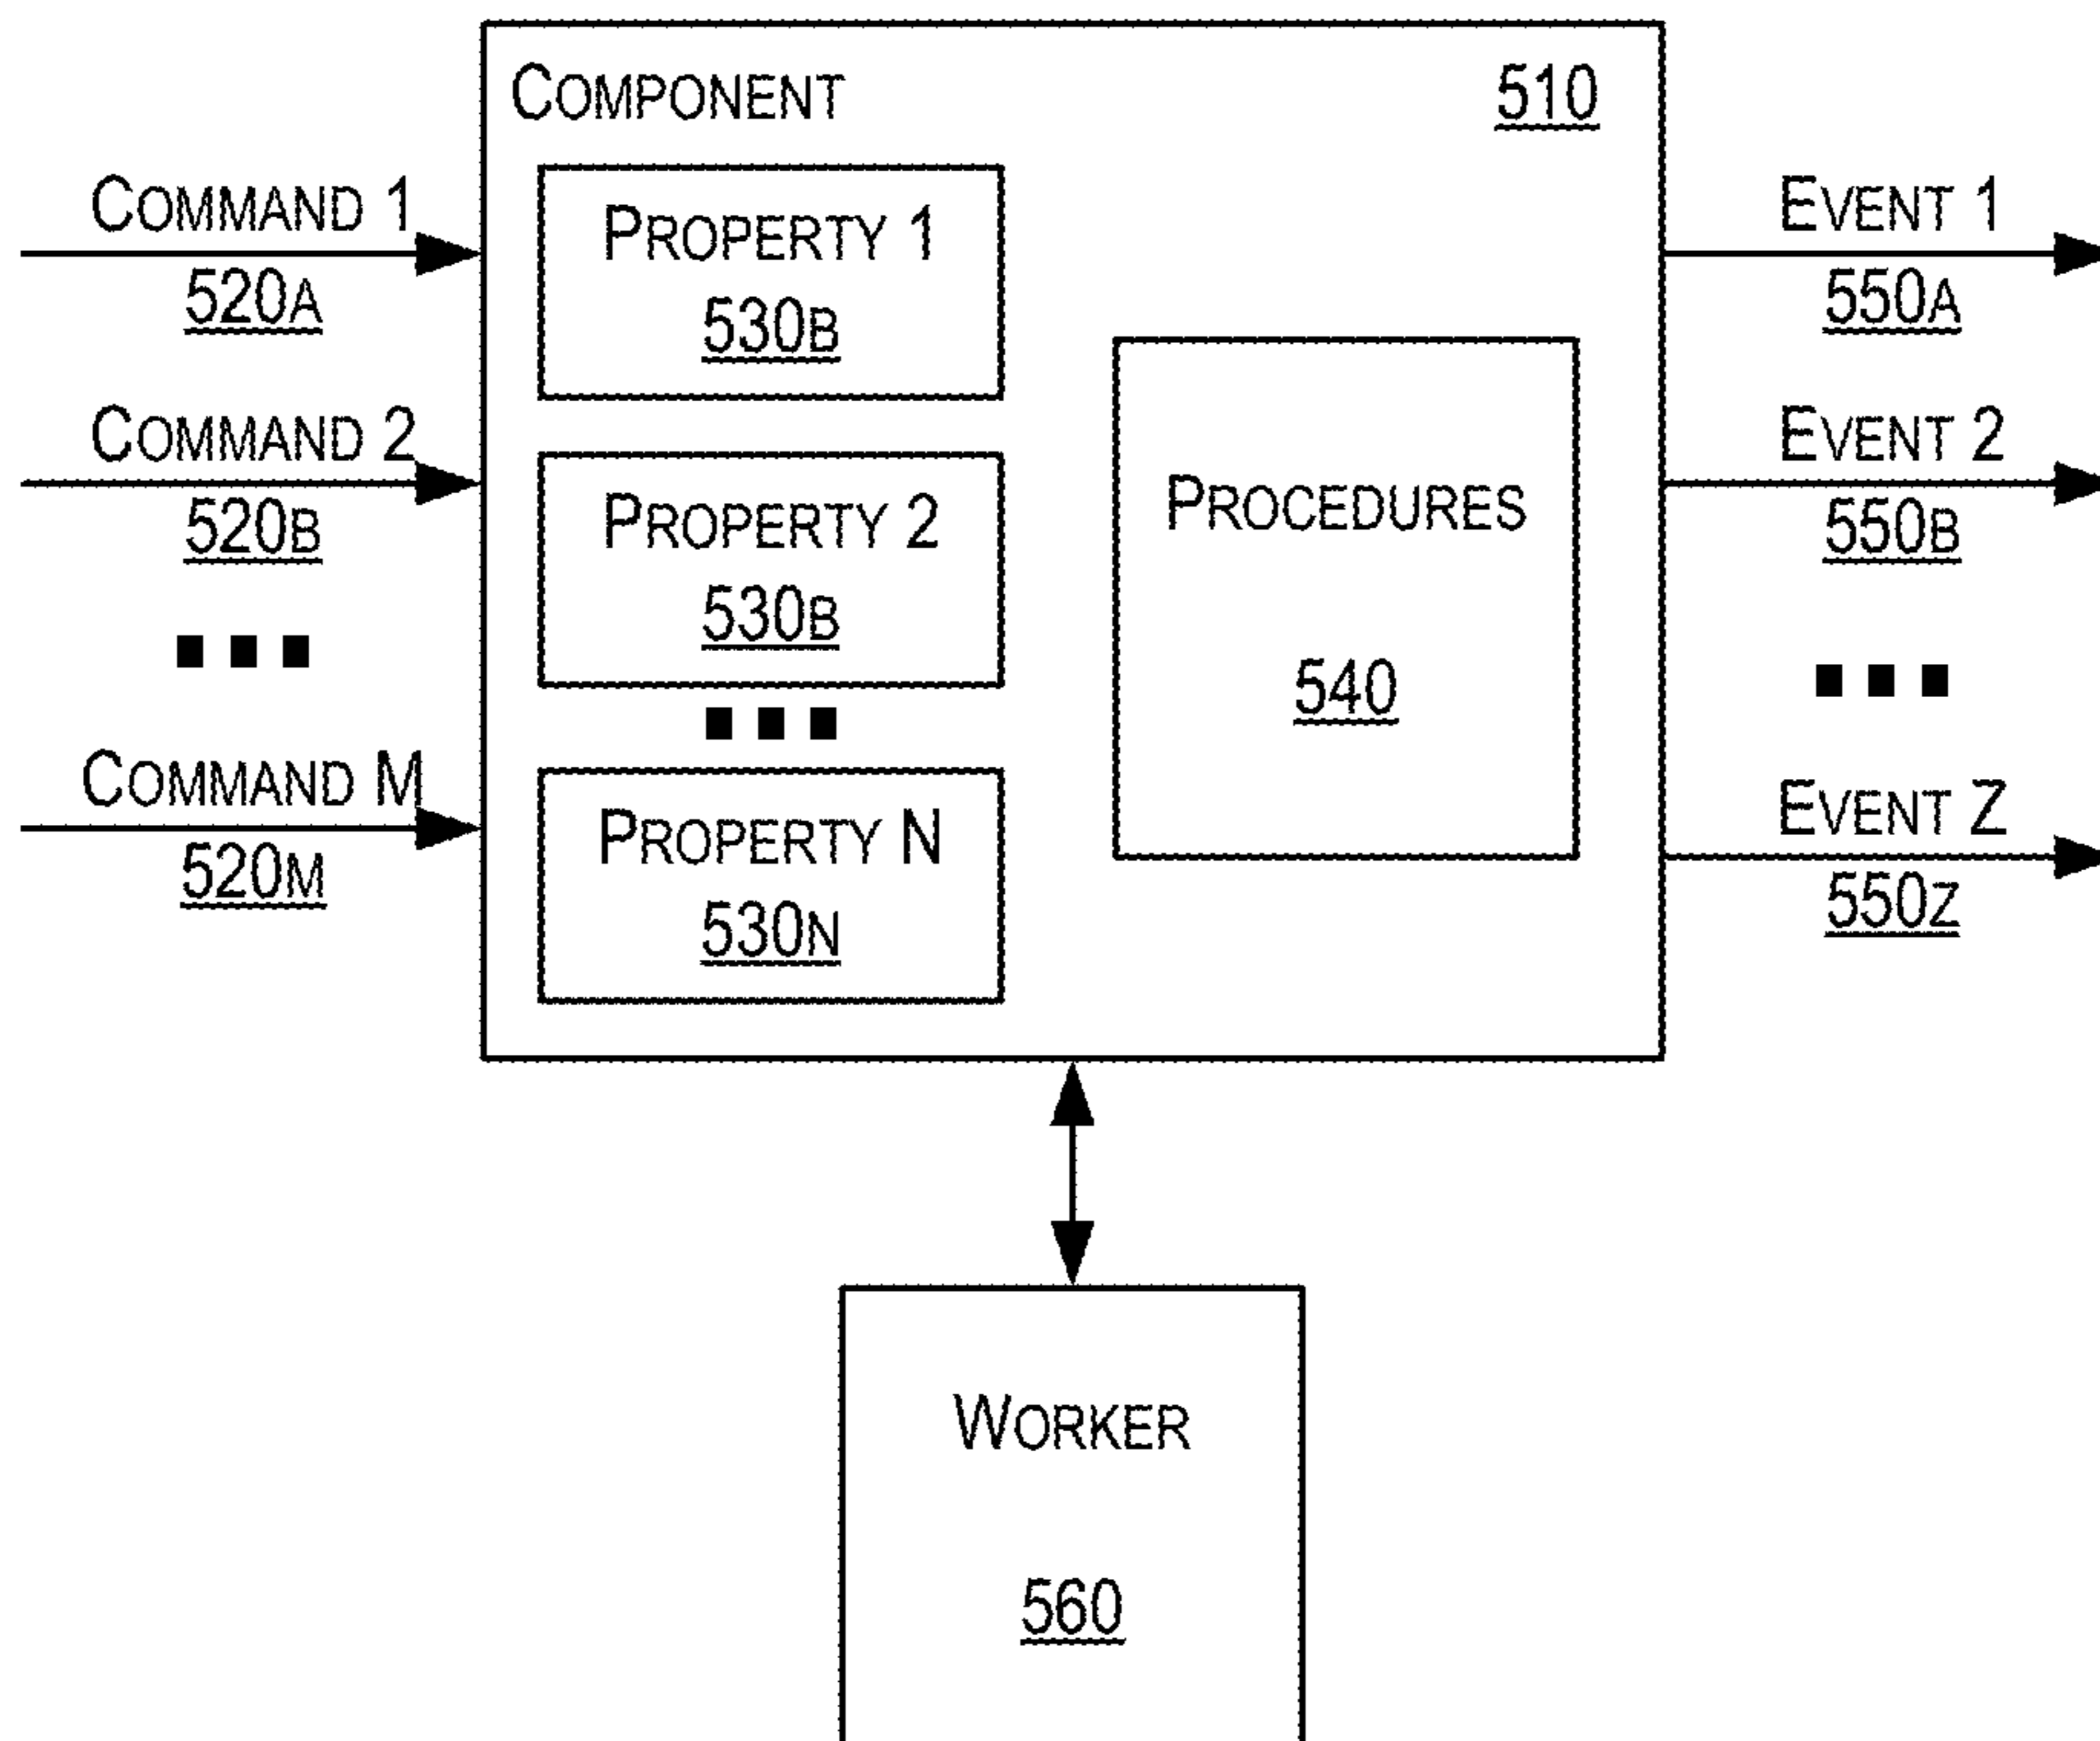 COMPONENT 510
COMMAND 1
520A
COMMAND 2
520B
COMMAND M
520M
PROPERTY 1
530B
PROPERTY 2
530B
PROPERTY N
530N
PROCEDURES
540
EVENT 1
550A
EVENT 2
550B
EVENT Z
550Z
WORKER
560